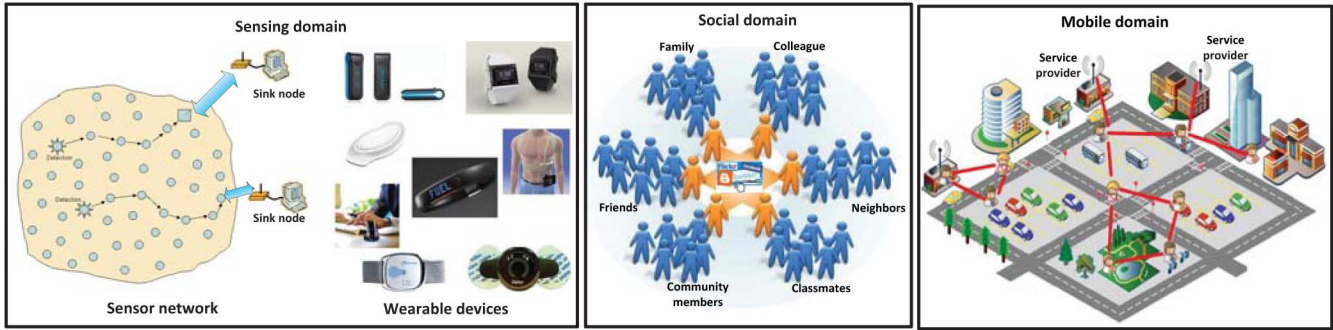 Sensing domain
Sink node
Detection
Detection
Sink node
Sensor network
FUEL
Wearable devices
Social domain
Family
Colleague
Friends
Neighbors
Community
members
Classmates
Mobile domain
Service
provider
Service
provider